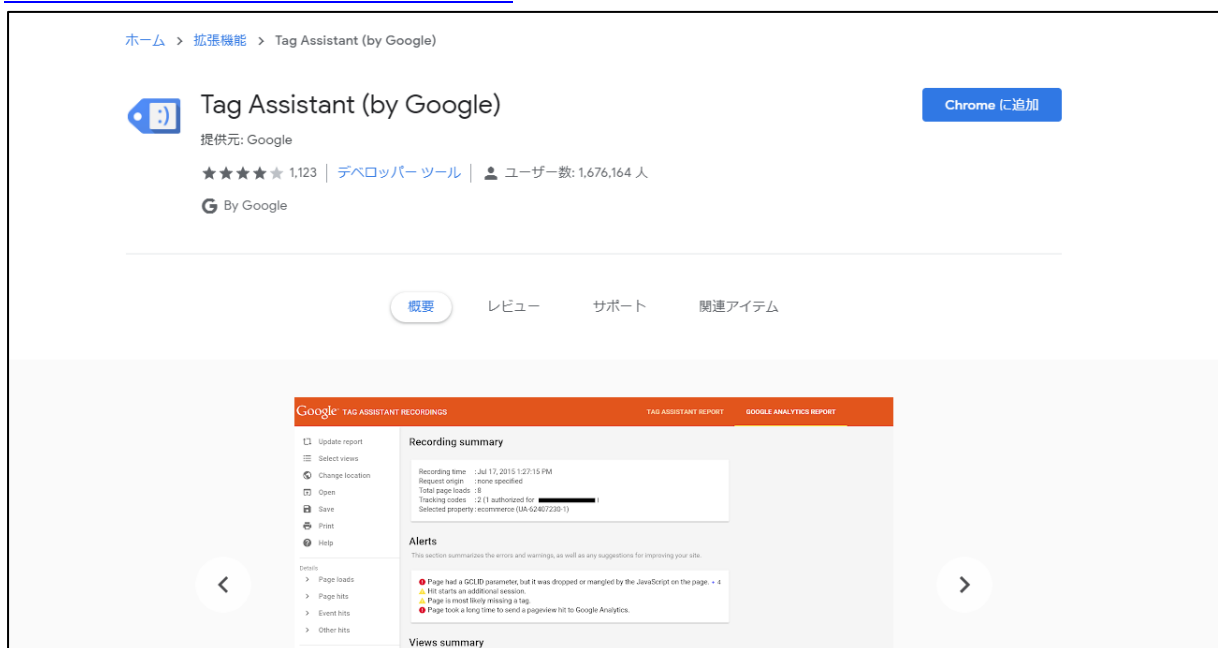 ホーム > 拡張機能 > Tag Assistant (by Google)
Tag Assistant (by Google)
Chrome に追加
提供元: Google
1,123 | デベロッパー ツール | ユーザー数: 1,676,164 人
By Google
概要 レビュー サポート 関連アイテム
Google TAG ASSISTANT RECORDINGS TAG ASSISTANT REPORT GOOGLE ANALYTICS REPORT
Update report
Select views
Change location
Open
Save
Print
Help
Details
Page loads
Page hits
Event hits
Other hits
Recording summary
Recording time : Jul 17, 2015 1:27:15 PM
Request origin : none specified
Total page loads : 8
Tracking codes : 2 (1 authorized for )
Selected property : ecommerce (UA-62407230-1)
Alerts
This section summarizes the errors and warnings, as well as any suggestions for improving your site.
Page had a GCLID parameter, but it was dropped or mangled by the JavaScript on the page. + 4
Hit starts an additional session.
Page is most likely missing a tag.
Page took a long time to send a pageview hit to Google Analytics.
Views summary